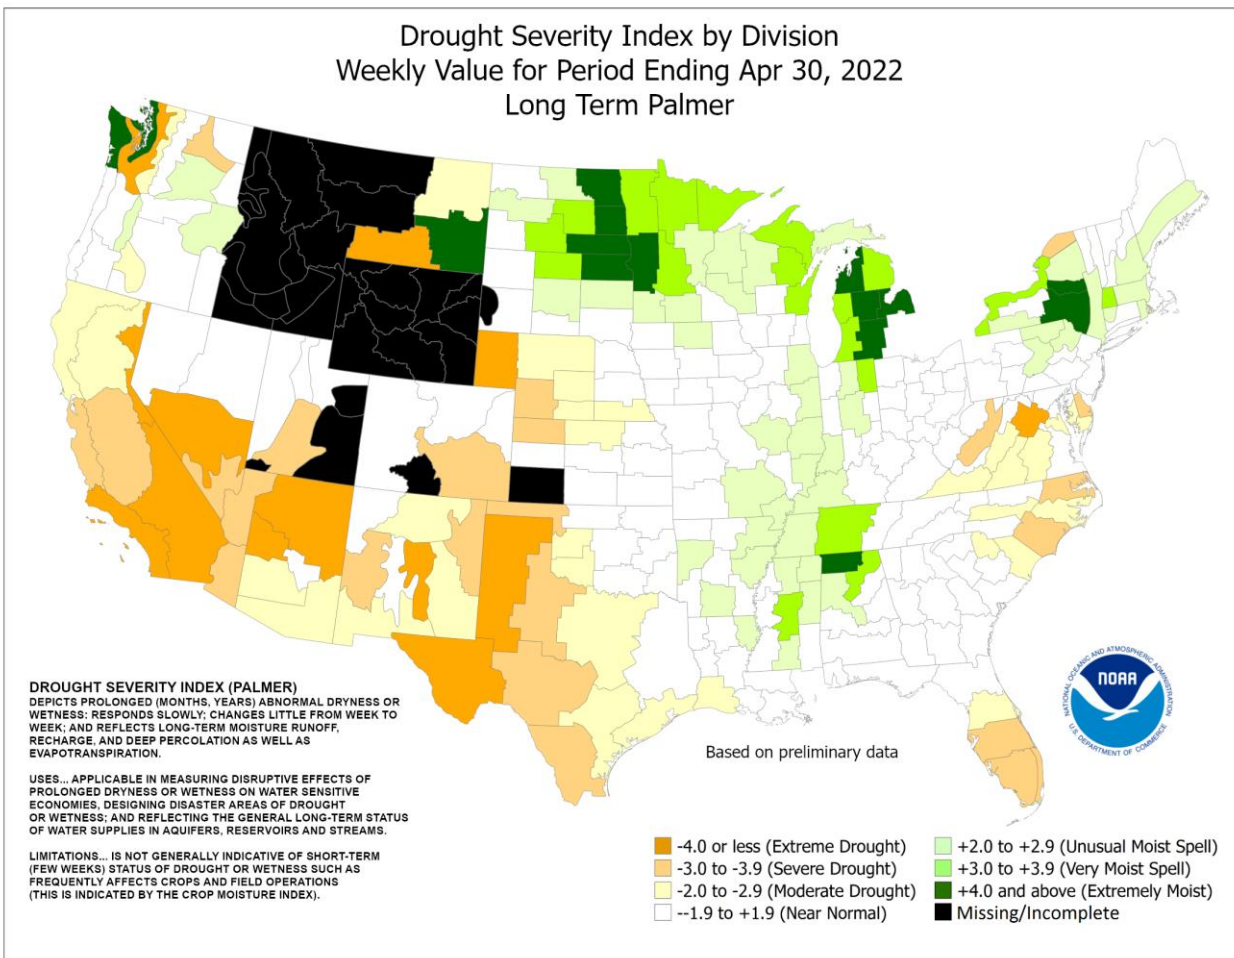 Drought Severity Index by Division
Weekly Value for Period Ending Apr 30, 2022
Long Term Palmer
DROUGHT SEVERITY INDEX (PALMER)
DEPICTS PROLONGED (MONTHS, YEARS) ABNORMAL DRYNESS OR
WETNESS: RESPONDS SLOWLY; CHANGES LITTLE FROM WEEK TO
WEEK; AND REFLECTS LONG-TERM MOISTURE RUNOFF,
RECHARGE, AND DEEP PERCOLATION AS WELL AS
EVAPOTRANSPIRATION.
USES... APPLICABLE IN MEASURING DISRUPTIVE EFFECTS OF
PROLONGED DRYNESS OR WETNESS ON WATER SENSITIVE
ECONOMIES, DESIGNING DISASTER AREAS OF DROUGHT
OR WETNESS; AND REFLECTING THE GENERAL LONG-TERM STATUS
OF WATER SUPPLIES IN AQUIFERS, RESERVOIRS AND STREAMS.
LIMITATIONS... IS NOT GENERALLY INDICATIVE OF SHORT-TERM
(FEW WEEKS) STATUS OF DROUGHT OR WETNESS SUCH AS
FREQUENTLY AFFECTS CROPS AND FIELD OPERATIONS
(THIS IS INDICATED BY THE CROP MOISTURE INDEX).
Based on preliminary data
NATIONAL OCEANIC AND ATMOSPHERIC ADMINISTRATION
NOAA
U.S. DEPARTMENT OF COMMERCE
-4.0 or less (Extreme Drought)
-3.0 to -3.9 (Severe Drought)
-2.0 to -2.9 (Moderate Drought)
--1.9 to +1.9 (Near Normal)
+2.0 to +2.9 (Unusual Moist Spell)
+3.0 to +3.9 (Very Moist Spell)
+4.0 and above (Extremely Moist)
Missing/Incomplete